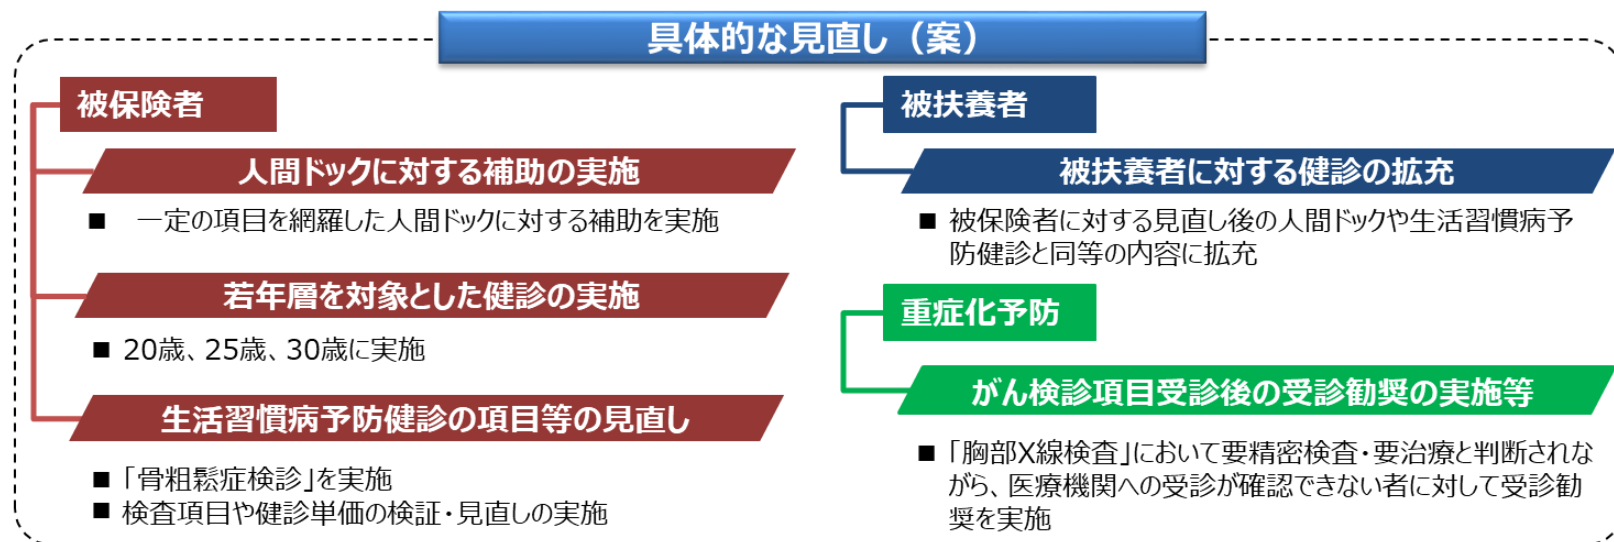 具体的な見直し（案）
被保険者
人間ドックに対する補助の実施
■ 一定の項目を網羅した人間ドックに対する補助を実施
若年層を対象とした健診の実施
■ 20歳、25歳、30歳に実施
生活習慣病予防健診の項目等の見直し
■ 「骨粗鬆症検診」を実施
■ 検査項目や健診単価の検証・見直しの実施
被扶養者
被扶養者に対する健診の拡充
■ 被保険者に対する見直し後の人間ドックや生活習慣病予
防健診と同等の内容に拡充
重症化予防
がん検診項目受診後の受診勧奨の実施等
■ 「胸部X線検査」において要精密検査・要治療と判断されな
がら、医療機関への受診が確認できない者に対して受診勧
奨を実施